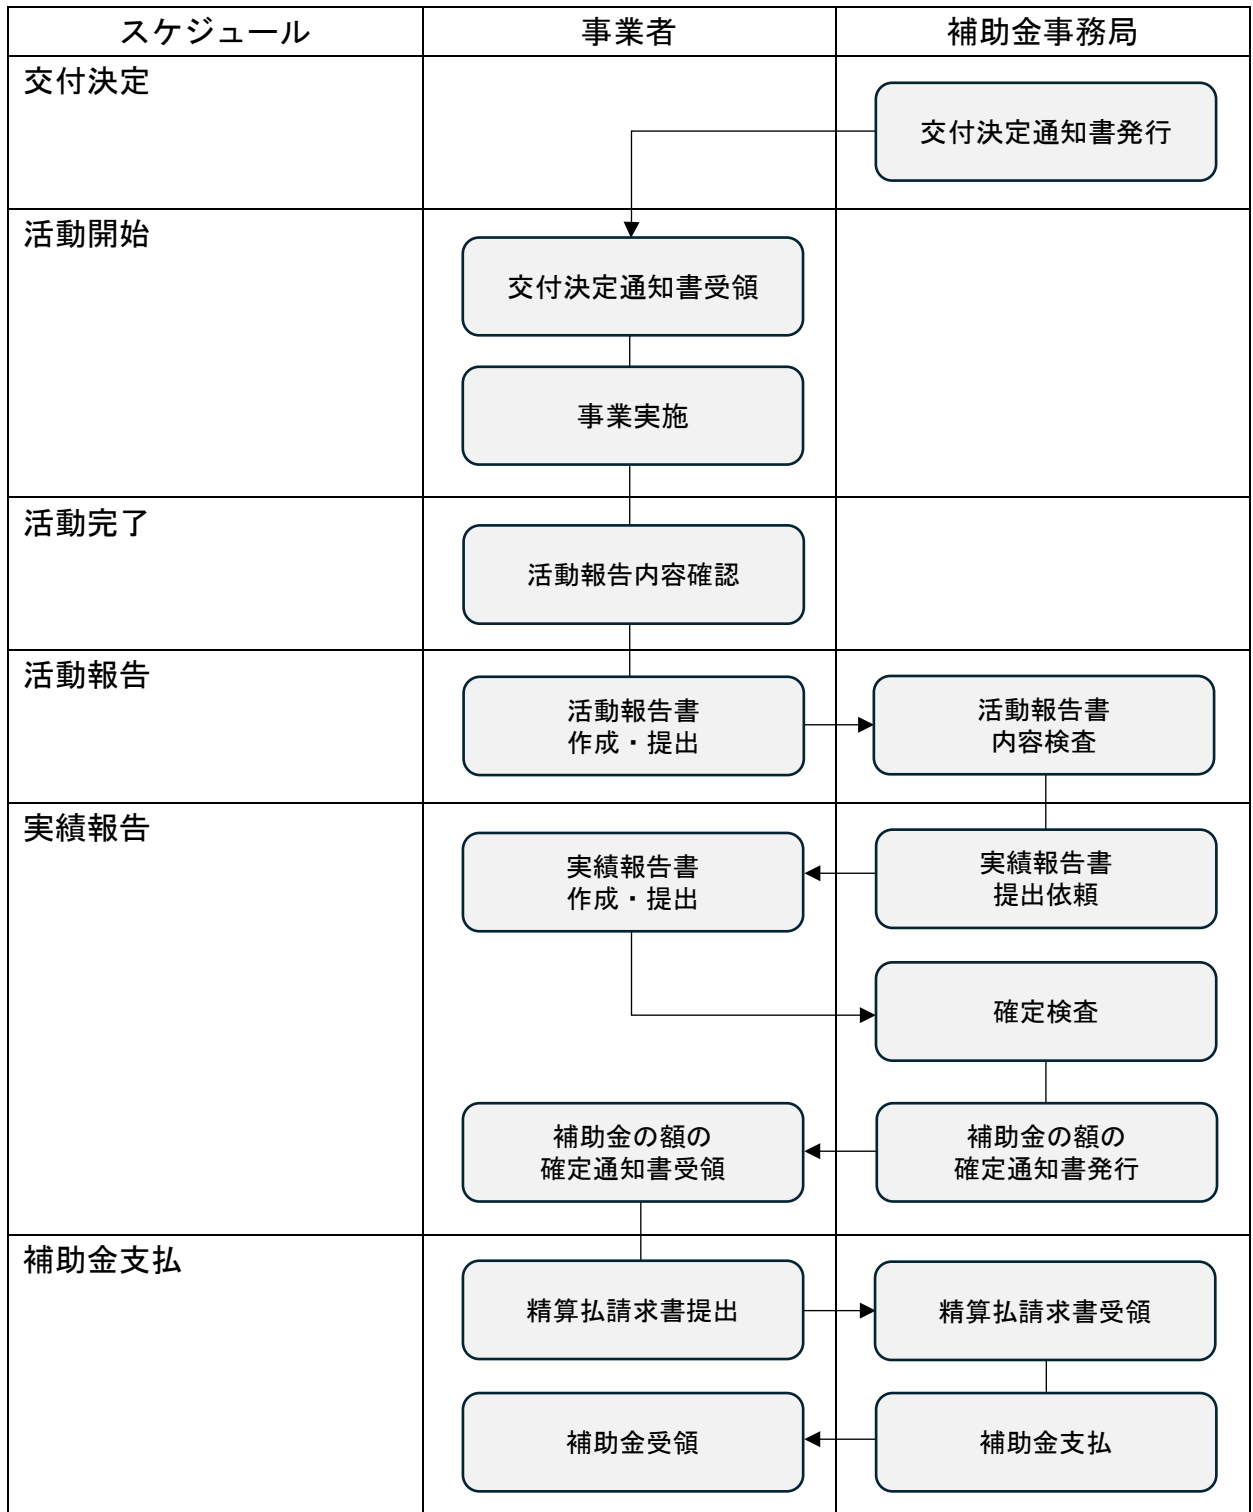 スケジュール
事業者
補助金事務局
交付決定
交付決定通知書発行
活動開始
交付決定通知書受領
事業実施
活動完了
活動報告内容確認
活動報告
活動報告書
作成・提出
活動報告書
内容検査
実績報告
実績報告書
作成・提出
実績報告書
提出依頼
確定検査
補助金の額の
確定通知書受領
補助金の額の
確定通知書発行
補助金支払
精算払請求書提出
精算払請求書受領
補助金受領
補助金支払